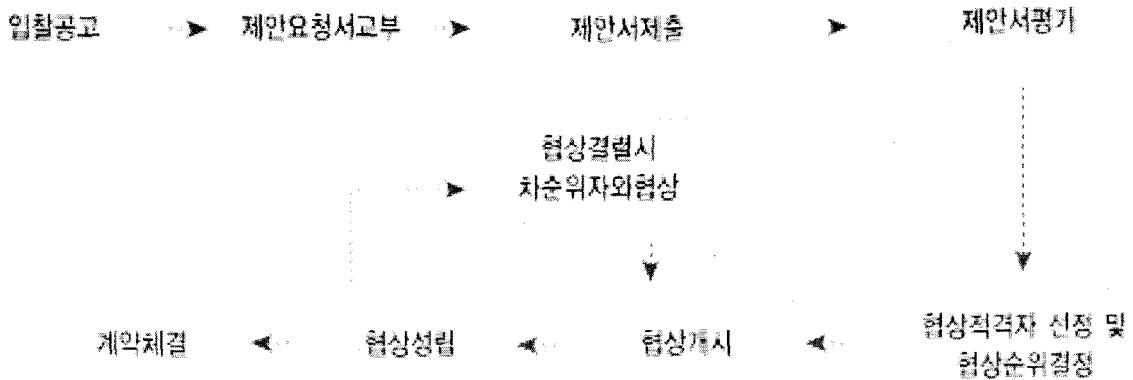 입찰공고
제안요청서교부
제안서제출
제안서평가
협상결렬시
차순위자와협상
계약체결
협상성립
협상개시
협상적격자 선정 및
협상순위결정